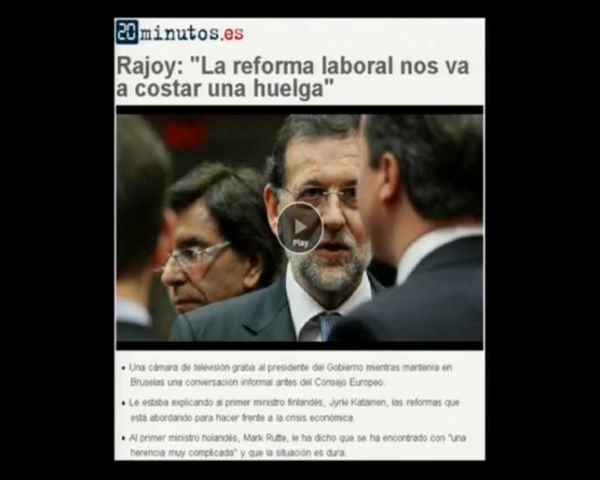 20minutos.es
Rajoy: "La reforma laboral nos va
a costar una huelga"
Play
Una cámara de televisión graba al presidente del Gobierno mientras mantenía en
Bruselas una conversación informal antes del Consejo Europeo.
Le estaba explicando al primer ministro finlandés, Jyrki Katainen, las reformas que
está abordando para hacer frente a la crisis económica.
Al primer ministro holandés, Mark Rutte, le ha dicho que se ha encontrado con "una
herencia muy complicada" y que la situación es dura.